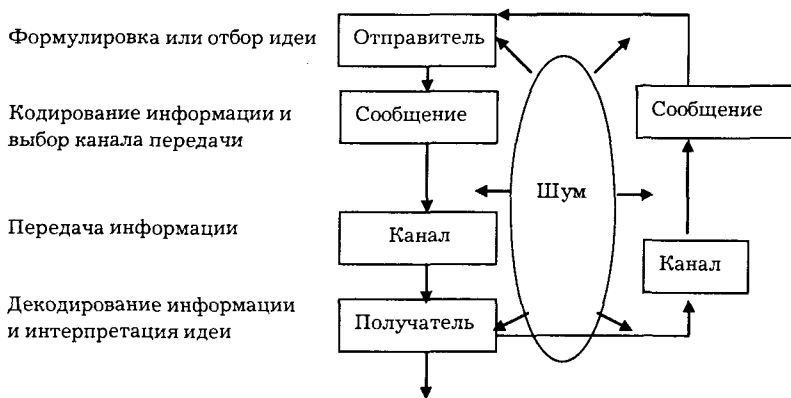 Формулировка или отбор идеи
Отправитель
Кодирование информации и
выбор канала передачи
Сообщение
Сообщение
Шум
Передача информации
Канал
Канал
Декодирование информации
и интерпретация идеи
Получатель